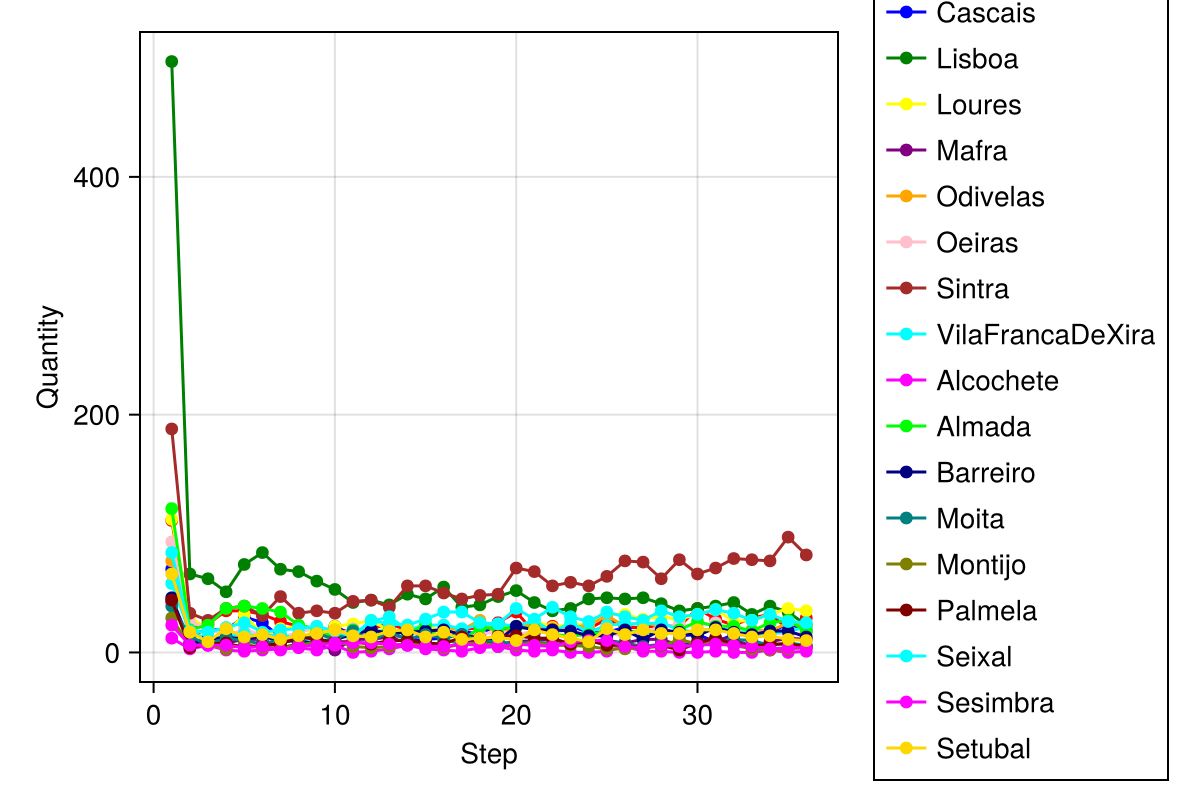 Quantity
400
200
0
0
10
20
30
Step
Cascais
Lisboa
Loures
Mafra
Odivelas
Oeiras
Sintra
VilaFrancaDeXira
Alcochete
Almada
Barreiro
Moita
Montijo
Palmela
Seixal
Sesimbra
Setubal